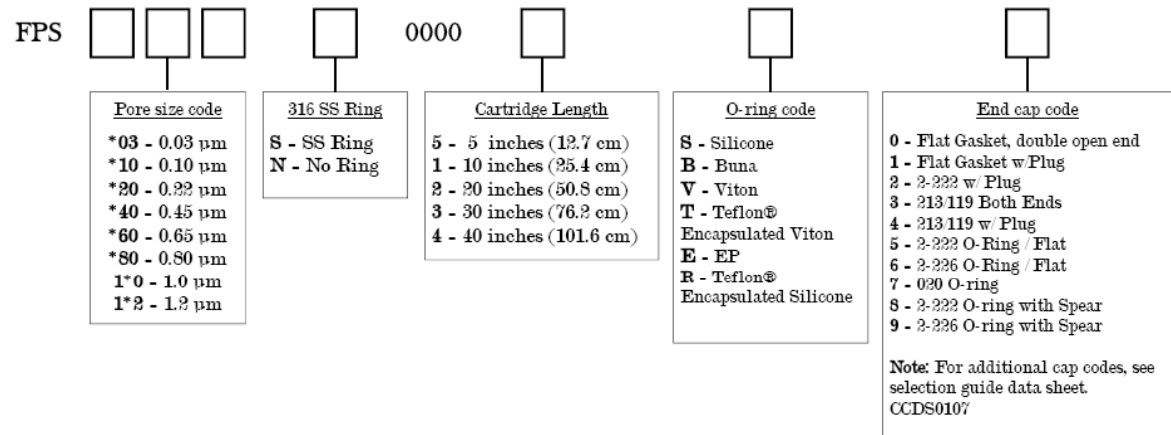 FPS 0000
Pore size code
*03 - 0.03 µm
*10 - 0.10 µm
*20 - 0.22 µm
*40 - 0.45 µm
*60 - 0.65 µm
*80 - 0.80 µm
1*0 - 1.0 µm
1*2 - 1.2 µm
316 SS Ring
S - SS Ring
N - No Ring
Cartridge Length
5 - 5 inches (12.7 cm)
1 - 10 inches (25.4 cm)
2 - 20 inches (50.8 cm)
3 - 30 inches (76.2 cm)
4 - 40 inches (101.6 cm)
O-ring code
S - Silicone
B - Buna
V - Viton
T - Teflon®
Encapsulated Viton
E - EP
R - Teflon®
Encapsulated Silicone
End cap code
0 - Flat Gasket, double open end
1 - Flat Gasket w/Plug
2 - 2-222 w/ Plug
3 - 213/119 Both Ends
4 - 213/119 w/ Plug
5 - 2-222 O-Ring / Flat
6 - 2-226 O-Ring / Flat
7 - 020 O-ring
8 - 2-222 O-ring with Spear
9 - 2-226 O-ring with Spear
Note: For additional cap codes, see
selection guide data sheet.
CCDS0107